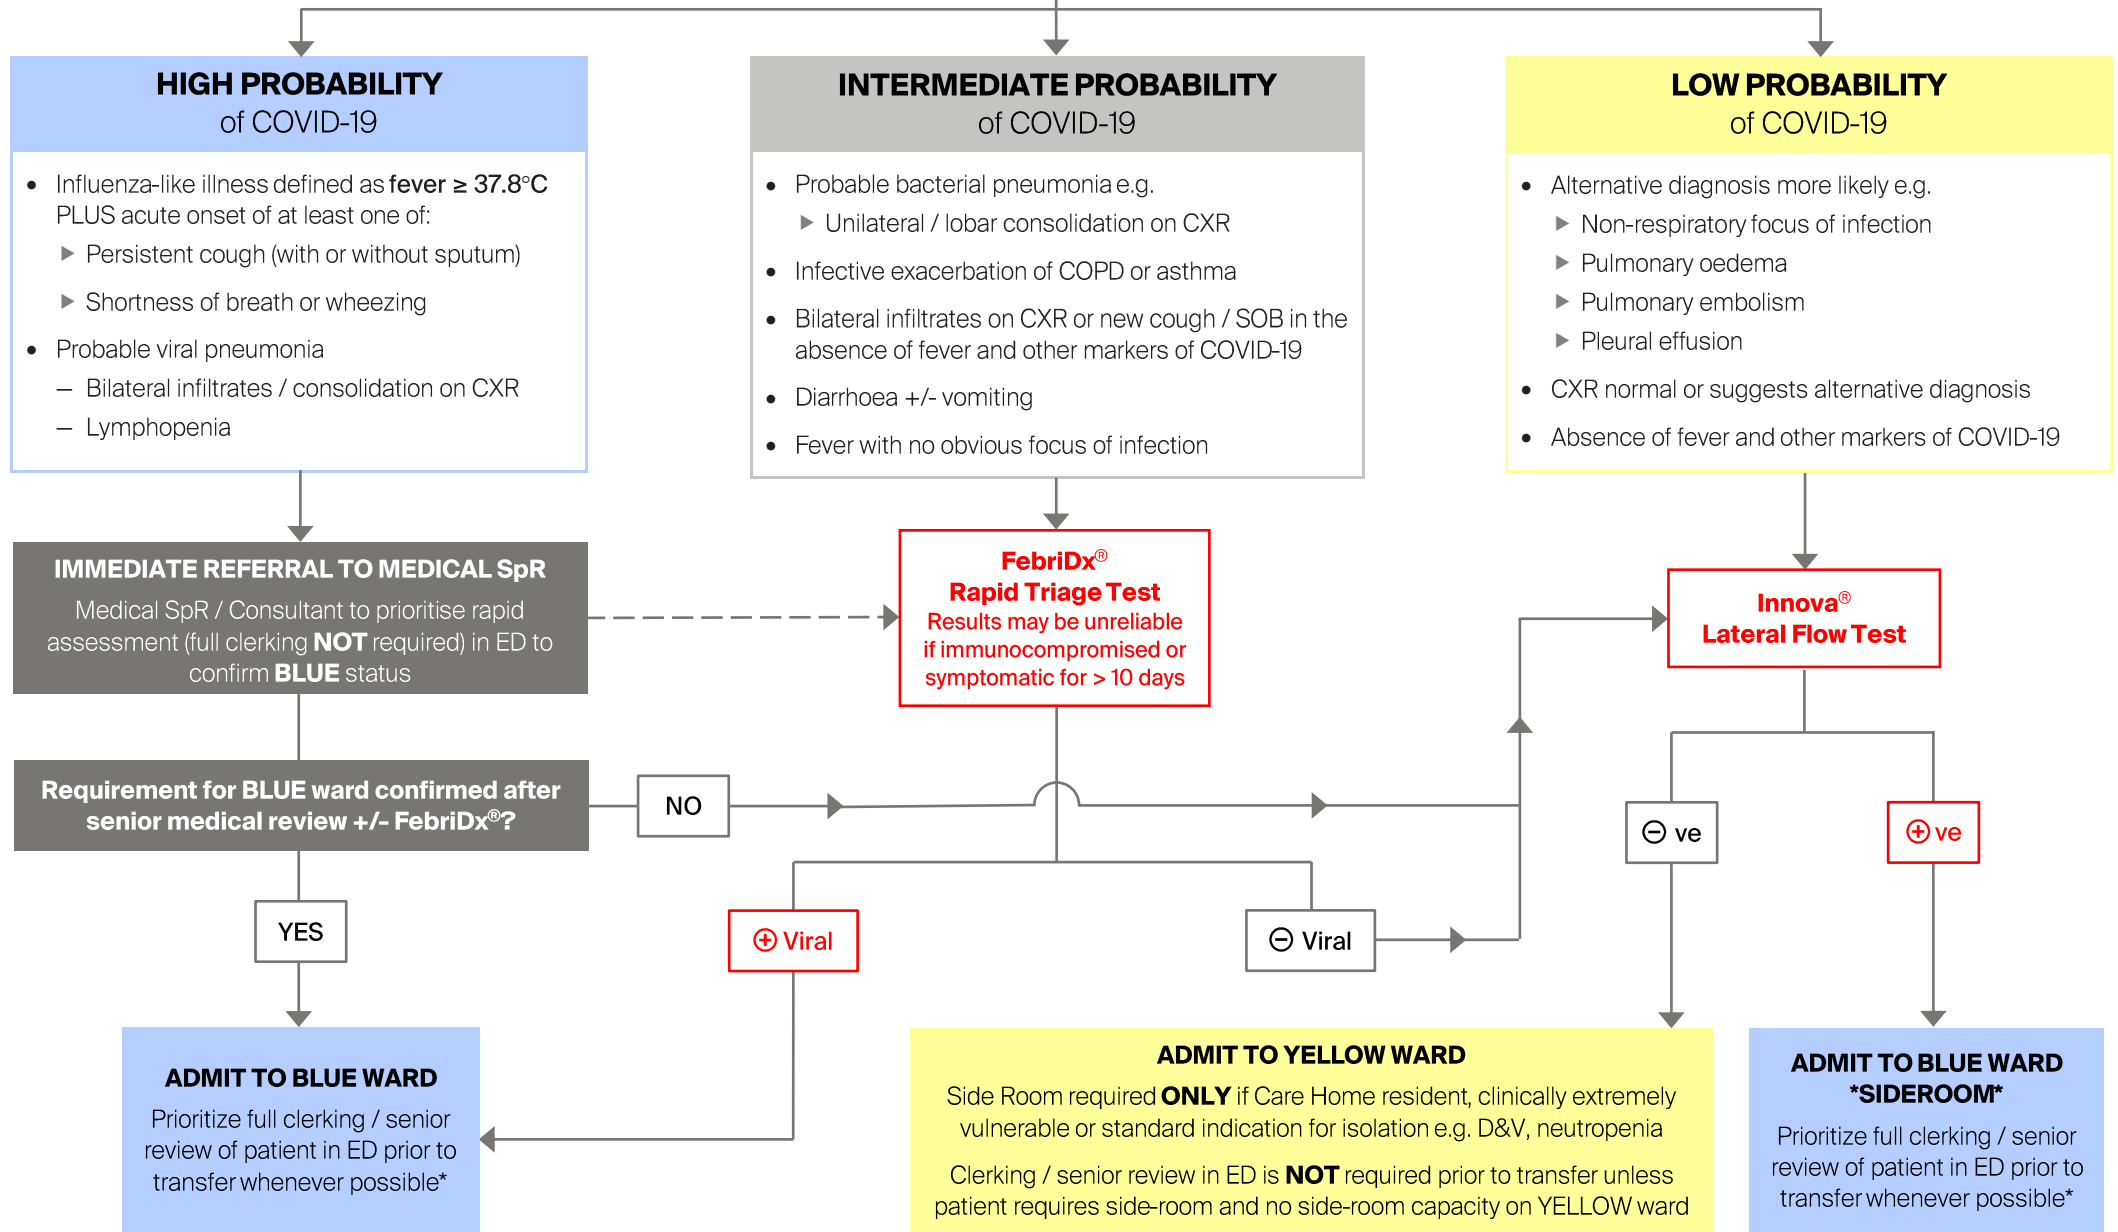 HIGH PROBABILITY
of COVID-19
• Influenza-like illness defined as fever ≥ 37.8°C
PLUS acute onset of at least one of:
▶ Persistent cough (with or without sputum)
▶ Shortness of breath or wheezing
• Probable viral pneumonia
– Bilateral infiltrates / consolidation on CXR
– Lymphopenia
INTERMEDIATE PROBABILITY
of COVID-19
• Probable bacterial pneumonia e.g.
▶ Unilateral / lobar consolidation on CXR
• Infective exacerbation of COPD or asthma
• Bilateral infiltrates on CXR or new cough / SOB in the
absence of fever and other markers of COVID-19
• Diarrhoea +/- vomiting
• Fever with no obvious focus of infection
LOW PROBABILITY
of COVID-19
• Alternative diagnosis more likely e.g.
▶ Non-respiratory focus of infection
▶ Pulmonary oedema
▶ Pulmonary embolism
▶ Pleural effusion
• CXR normal or suggests alternative diagnosis
• Absence of fever and other markers of COVID-19
IMMEDIATE REFERRAL TO MEDICAL SpR
Medical SpR / Consultant to prioritise rapid
assessment (full clerking NOT required) in ED to
confirm BLUE status
FebriDx®
Rapid Triage Test
Results may be unreliable
if immunocompromised or
symptomatic for > 10 days
Innova®
Lateral Flow Test
Requirement for BLUE ward confirmed after
senior medical review +/- FebriDx®?
NO
YES
⊕ Viral
⊖ Viral
⊖ ve
⊕ ve
ADMIT TO BLUE WARD
Prioritize full clerking / senior
review of patient in ED prior to
transfer whenever possible*
ADMIT TO YELLOW WARD
Side Room required ONLY if Care Home resident, clinically extremely
vulnerable or standard indication for isolation e.g. D&V, neutropenia
Clerking / senior review in ED is NOT required prior to transfer unless
patient requires side-room and no side-room capacity on YELLOW ward
ADMIT TO BLUE WARD
*SIDEROOM*
Prioritize full clerking / senior
review of patient in ED prior to
transfer whenever possible*